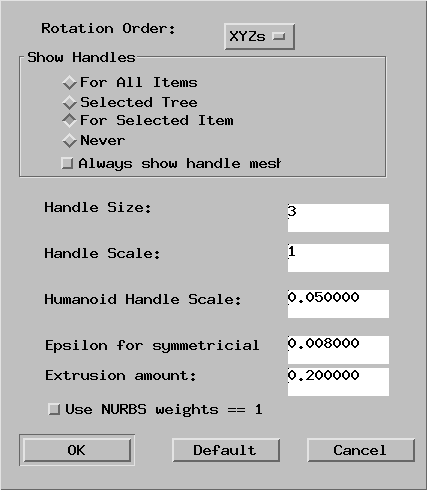 Rotation Order: XYZs
Show Handles
For All Items
Selected Tree
For Selected Item
Never
Always show handle mesh
Handle Size: 3
Handle Scale: 1
Humanoid Handle Scale: 0.050000
Epsilon for symmetricial 0.008000
Extrusion amount: 0.200000
Use NURBS weights == 1
OK Default Cancel